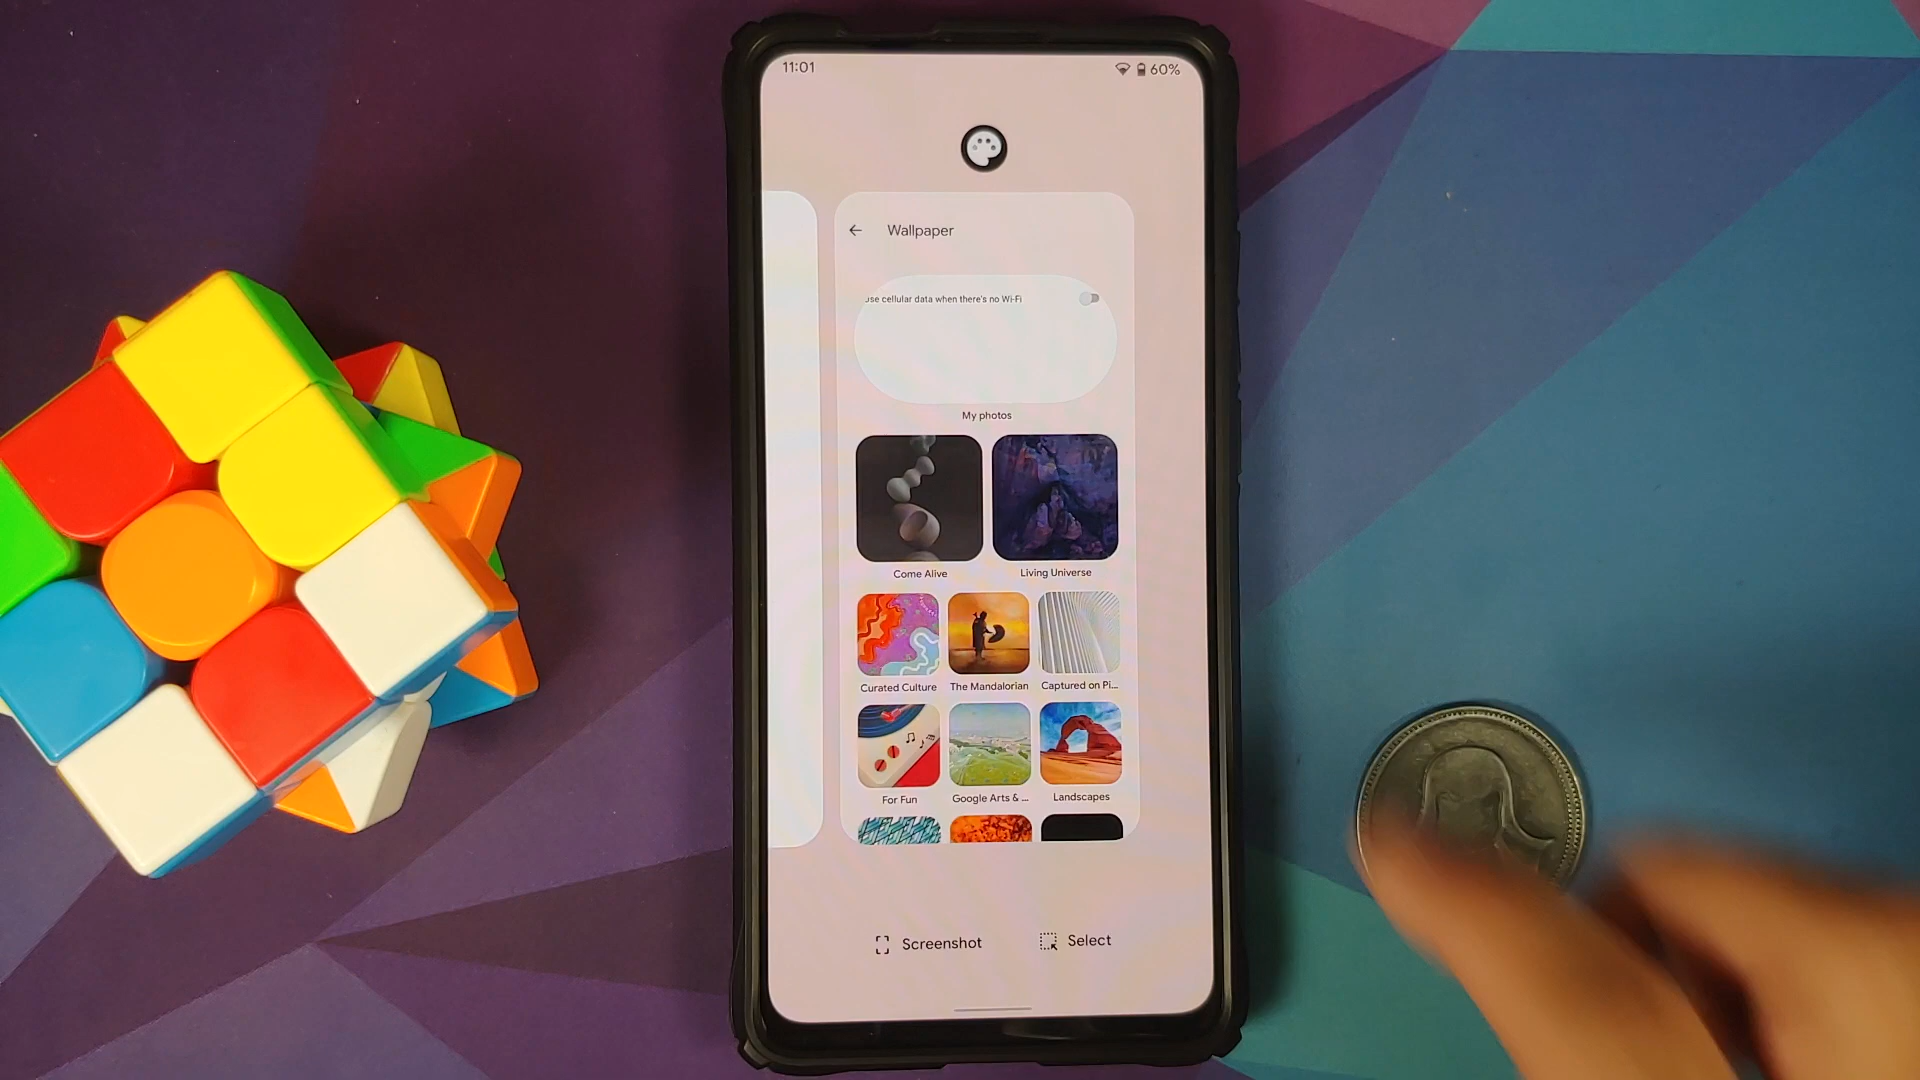 11:01
60%
Wallpaper
use cellular data when there's no Wi-Fi
My photos
Come Alive
Living Universe
Curated Culture
The Mandalorian
Captured on Pi...
For Fun
Google Arts & ...
Landscapes
Screenshot
Select